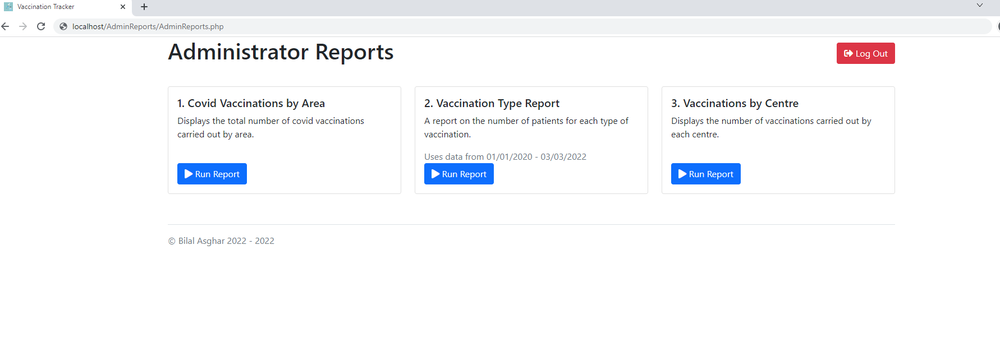 Vaccination Tracker
localhost/AdminReports/AdminReports.php
Administrator Reports
Log Out
1. Covid Vaccinations by Area
Displays the total number of covid vaccinations
carried out by area.
Run Report
2. Vaccination Type Report
A report on the number of patients for each type of
vaccination.
Uses data from 01/01/2020 - 03/03/2022
Run Report
3. Vaccinations by Centre
Displays the number of vaccinations carried out by
each centre.
Run Report
© Bilal Asghar 2022 - 2022